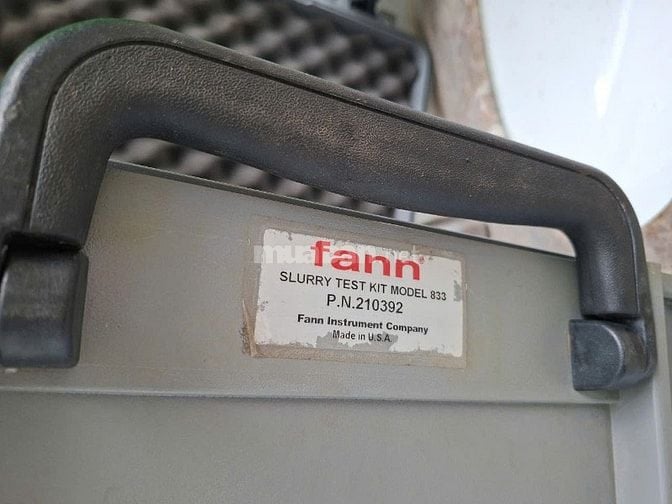 fann
SLURRY TEST KIT MODEL 833
P.N.210392
Fann Instrument Company
Made in U.S.A.